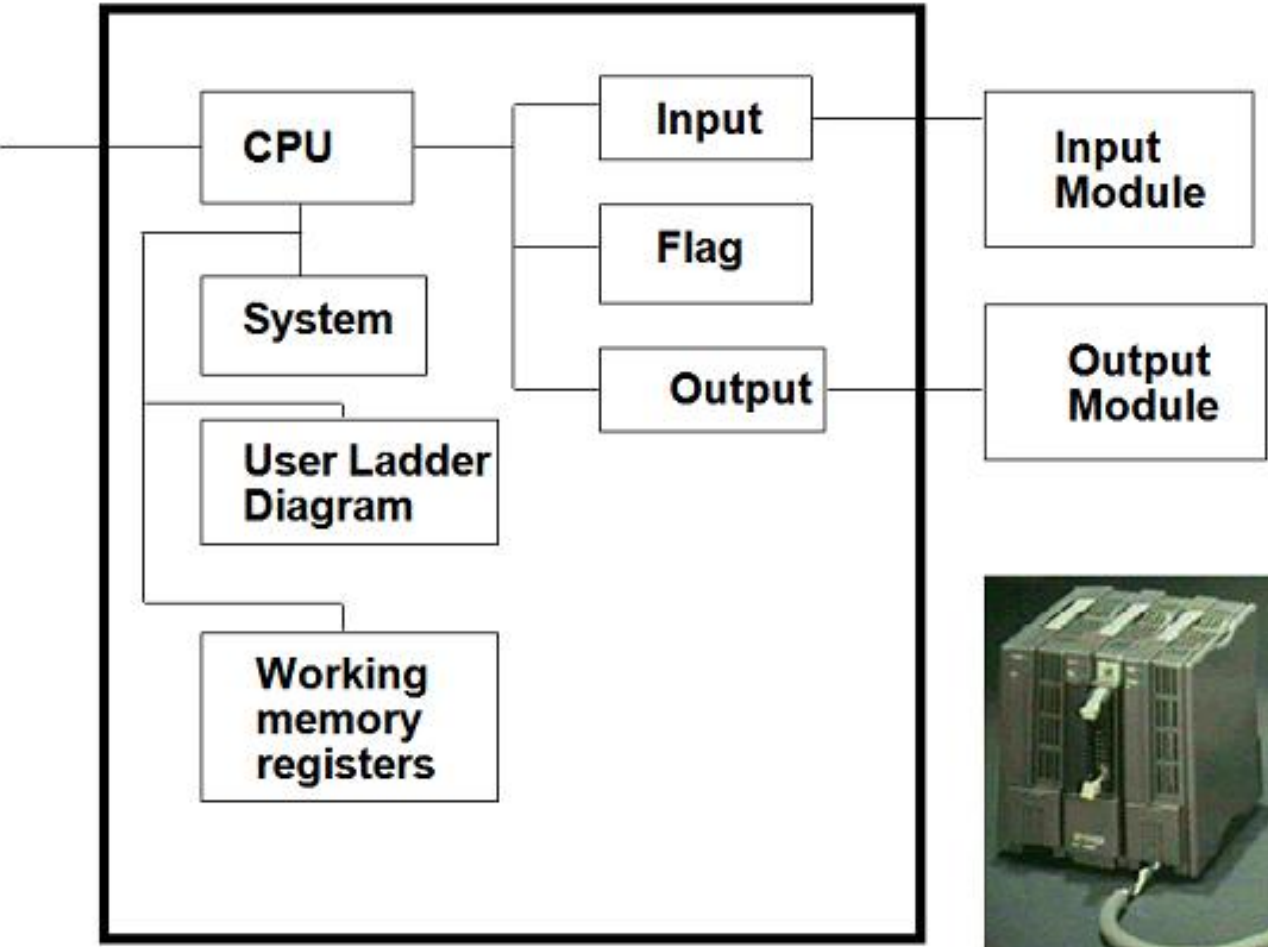 CPU
System
User Ladder
Diagram
Working
memory
registers
Input
Flag
Output
Input
Module
Output
Module